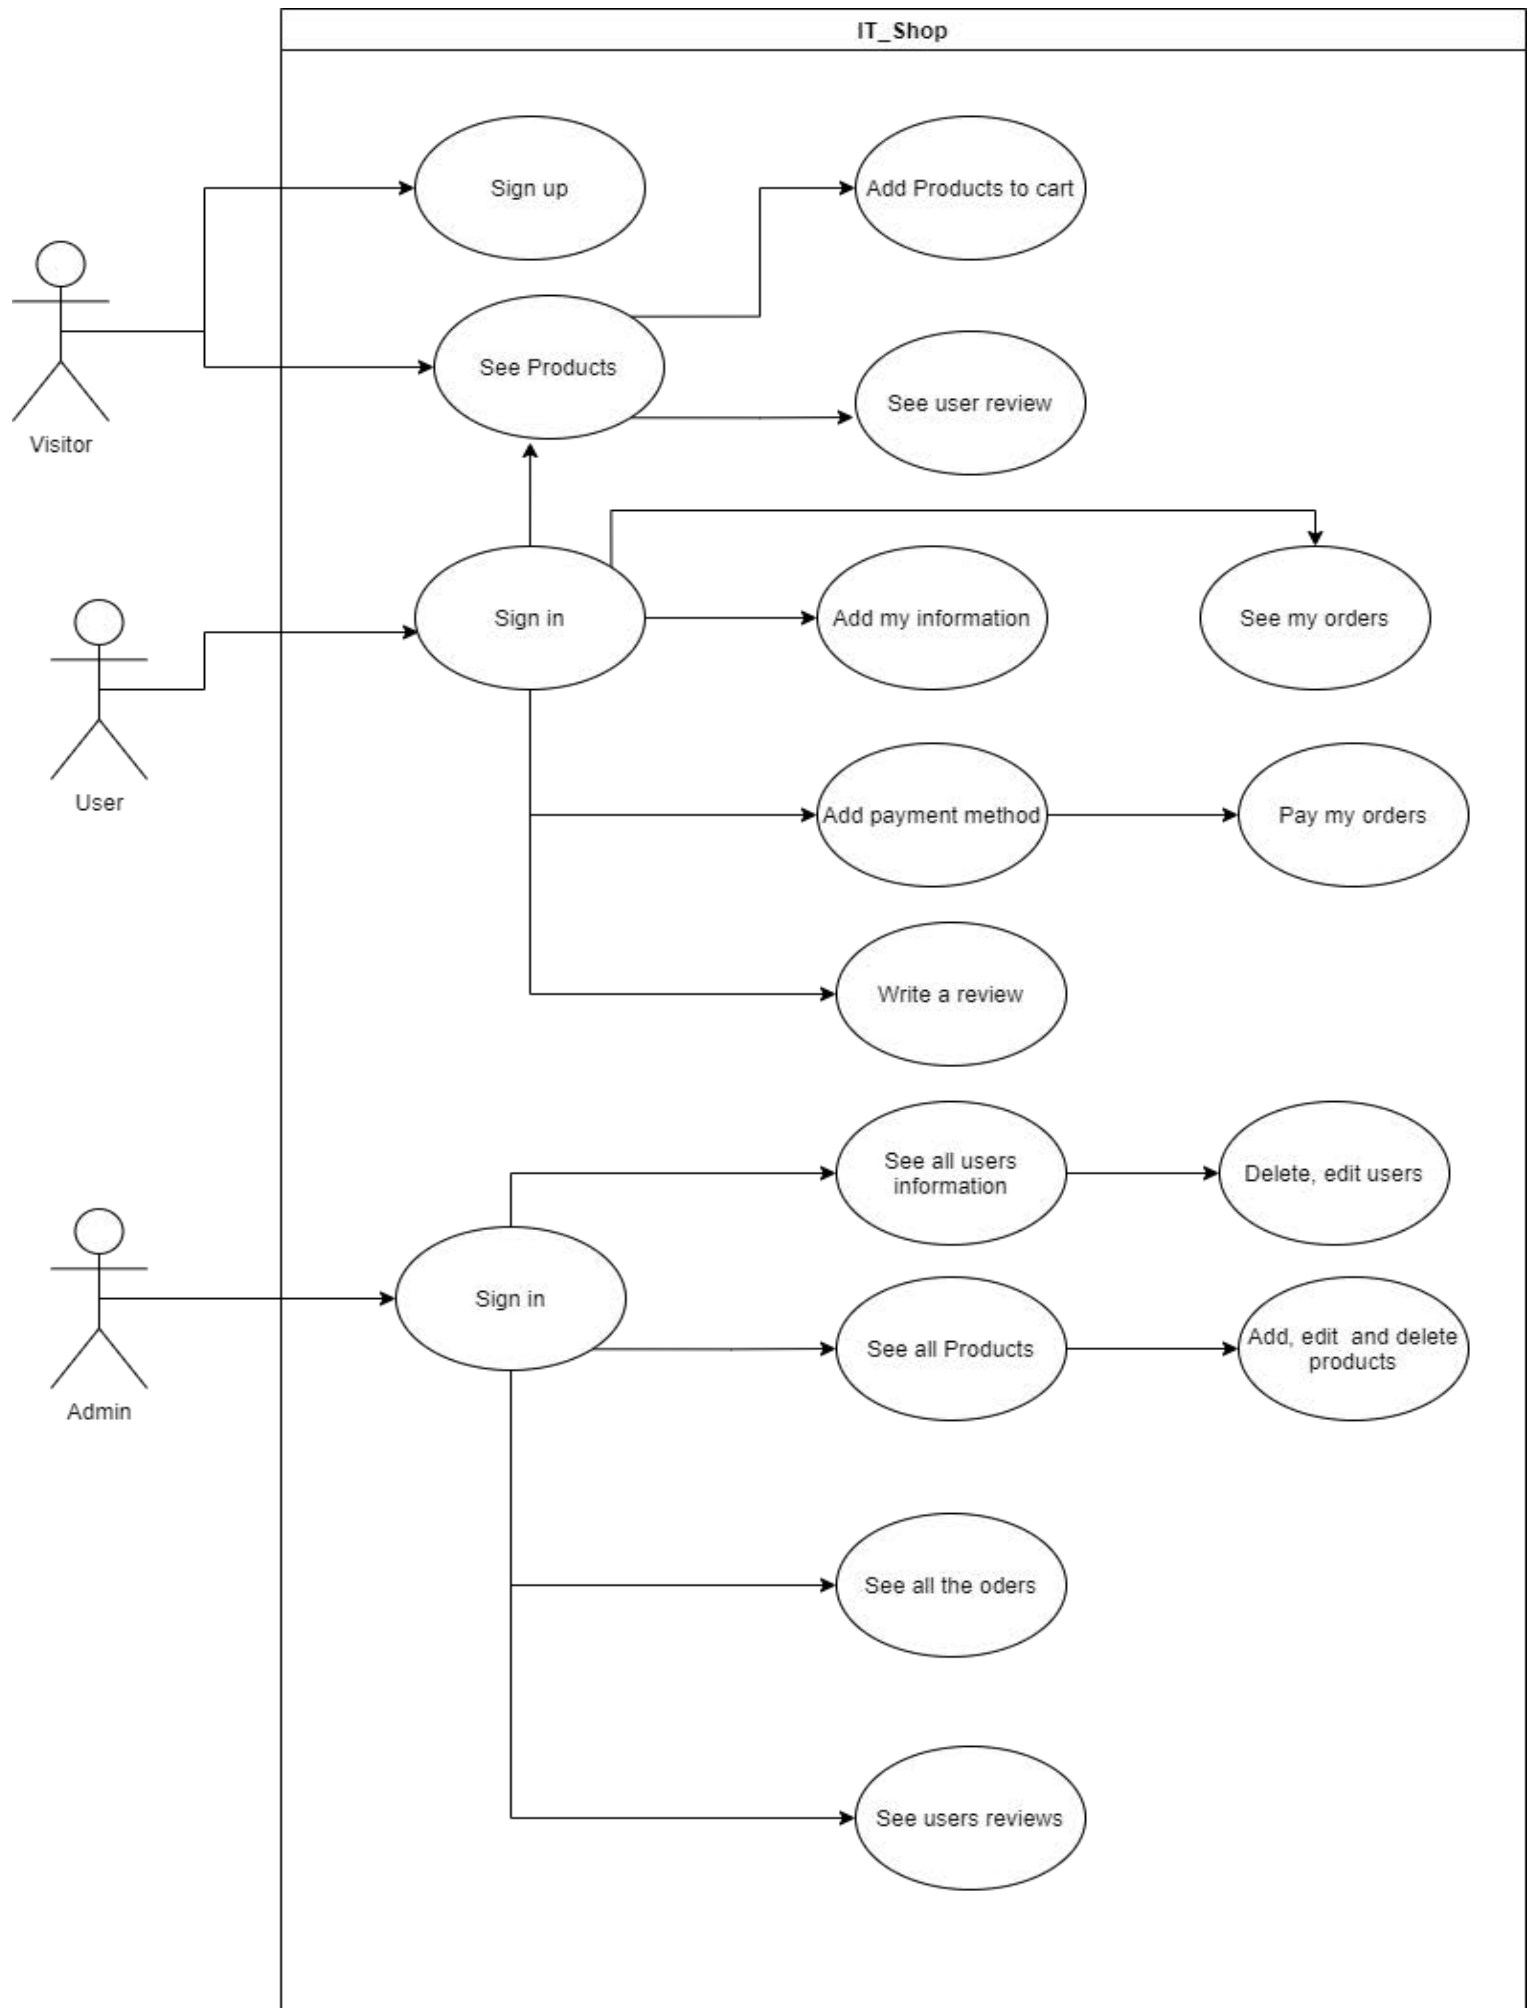 IT_Shop
Sign up
Add Products to cart
See Products
See user review
Visitor
Sign in
Add my information
See my orders
User
Add payment method
Pay my orders
Write a review
See all users
information
Delete, edit users
Sign in
See all Products
Add, edit  and delete
products
Admin
See all the oders
See users reviews